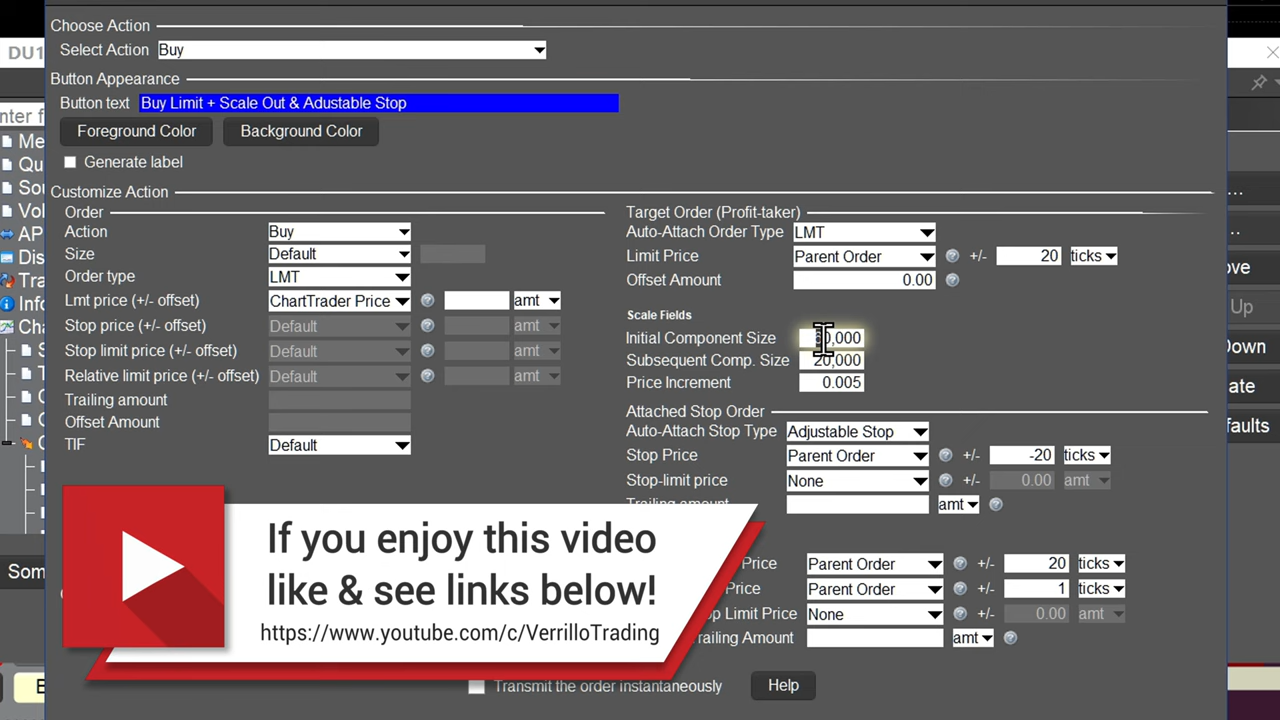 DU1
Choose Action
Select Action Buy
Button Appearance
Button text Buy Limit + Scale Out & Adustable Stop
Foreground Color Background Color
Generate label
Customize Action
Order
Action Buy
Size Default
Order type LMT
Lmt price (+/- offset) ChartTrader Price amt
Stop price (+/- offset) Default amt
Stop limit price (+/- offset) Default amt
Relative limit price (+/- offset) Default amt
Trailing amount
Offset Amount
TIF Default
Target Order (Profit-taker)
Auto-Attach Order Type LMT
Limit Price Parent Order +/- 20 ticks
Offset Amount 0.00
Scale Fields
Initial Component Size 0,000
Subsequent Comp. Size 20,000
Price Increment 0.005
Attached Stop Order
Auto-Attach Stop Type Adjustable Stop
Stop Price Parent Order +/- -20 ticks
Stop-limit price None +/- 0.00 amt
Trailing amount amt
Price Parent Order +/- 20 ticks
Price Parent Order +/- 1 ticks
Limit Price None +/- 0.00 amt
Trailing Amount amt
Transmit the order instantaneously Help
If you enjoy this video
like & see links below!
https://www.youtube.com/c/VerrilloTrading